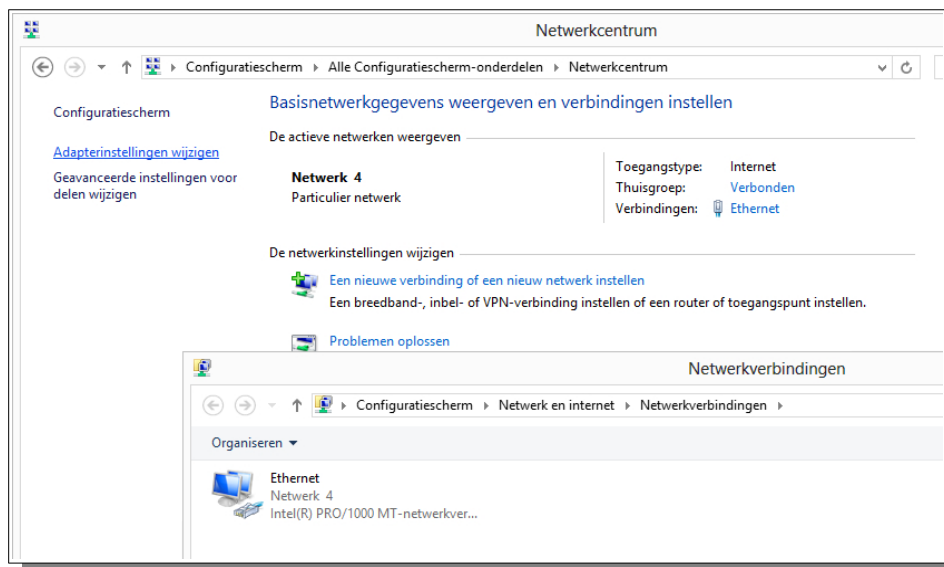 Netwerkcentrum
Configuratiescherm Alle Configuratiescherm-onderdelen Netwerkcentrum
Configuratiescherm
Adapterinstellingen wijzigen
Geavanceerde instellingen voor
delen wijzigen
Basisnetwerkgegevens weergeven en verbindingen instellen
De actieve netwerken weergeven
Netwerk 4
Particulier netwerk
Toegangstype: Internet
Thuisgroep: Verbonden
Verbindingen: Ethernet
De netwerkinstellingen wijzigen
Een nieuwe verbinding of een nieuw netwerk instellen
Een breedband-, inbel- of VPN-verbinding instellen of een router of toegangspunt instellen.
Problemen oplossen
Netwerkverbindingen
Configuratiescherm Netwerk en internet Netwerkverbindingen
Organiseren
Ethernet
Netwerk 4
Intel(R) PRO/1000 MT-netwerkver...